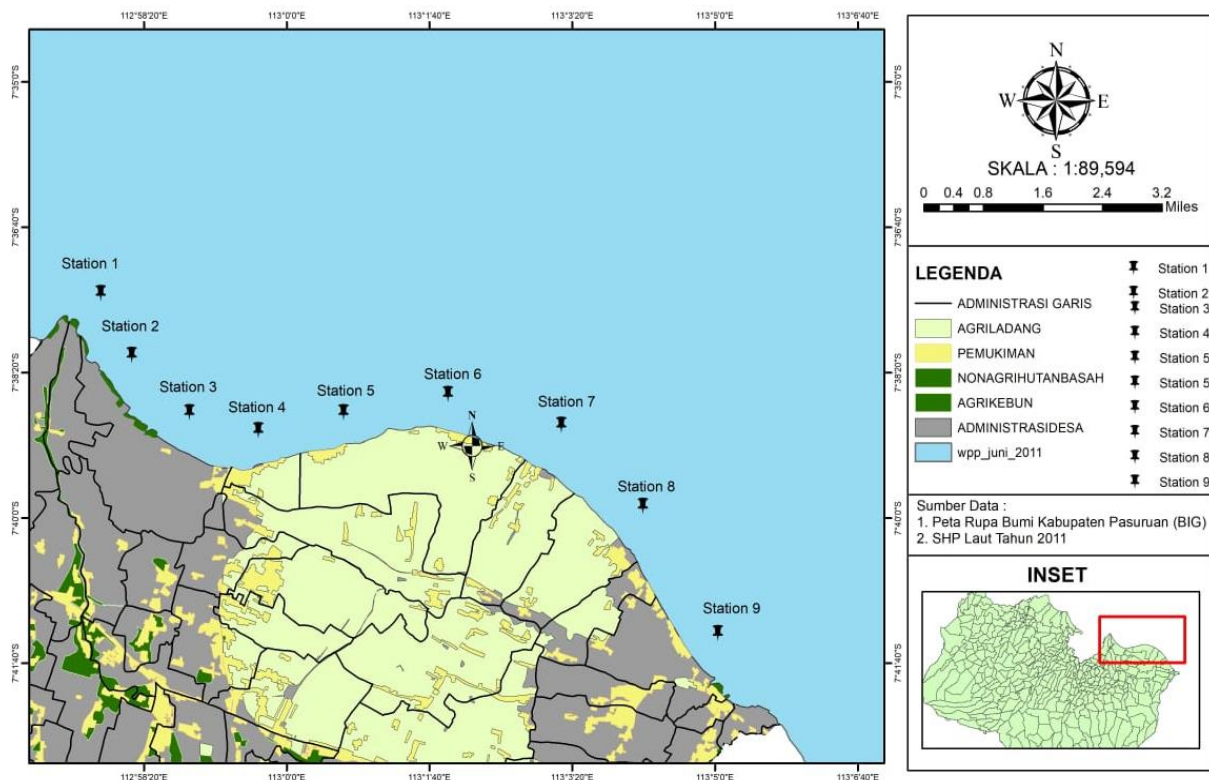 112°58'20"E 113°0'0"E 113°1'40"E 113°3'20"E 113°5'0"E 113°6'40"E
7°35'0"S 7°35'0"S
7°36'40"S 7°36'40"S
7°38'20"S 7°38'20"S
7°40'0"S 7°40'0"S
7°41'40"S 7°41'40"S
Station 1
Station 2
Station 3
Station 4
Station 5
Station 6
Station 7
Station 8
Station 9
N
W E
S
112°58'20"E 113°0'0"E 113°1'40"E 113°3'20"E 113°5'0"E 113°6'40"E
N
W E
S
SKALA : 1:89,594
0 0.4 0.8 1.6 2.4 3.2
Miles
LEGENDA
ADMINISTRASI GARIS
AGRILADANG
PEMUKIMAN
NONAGRIHUTANBASAH
AGRIKEBUN
ADMINISTRASIDESA
wpp_juni_2011
Station 1
Station 2
Station 3
Station 4
Station 5
Station 5
Station 6
Station 7
Station 8
Station 9
Sumber Data :
1. Peta Rupa Bumi Kabupaten Pasuruan (BIG)
2. SHP Laut Tahun 2011
INSET